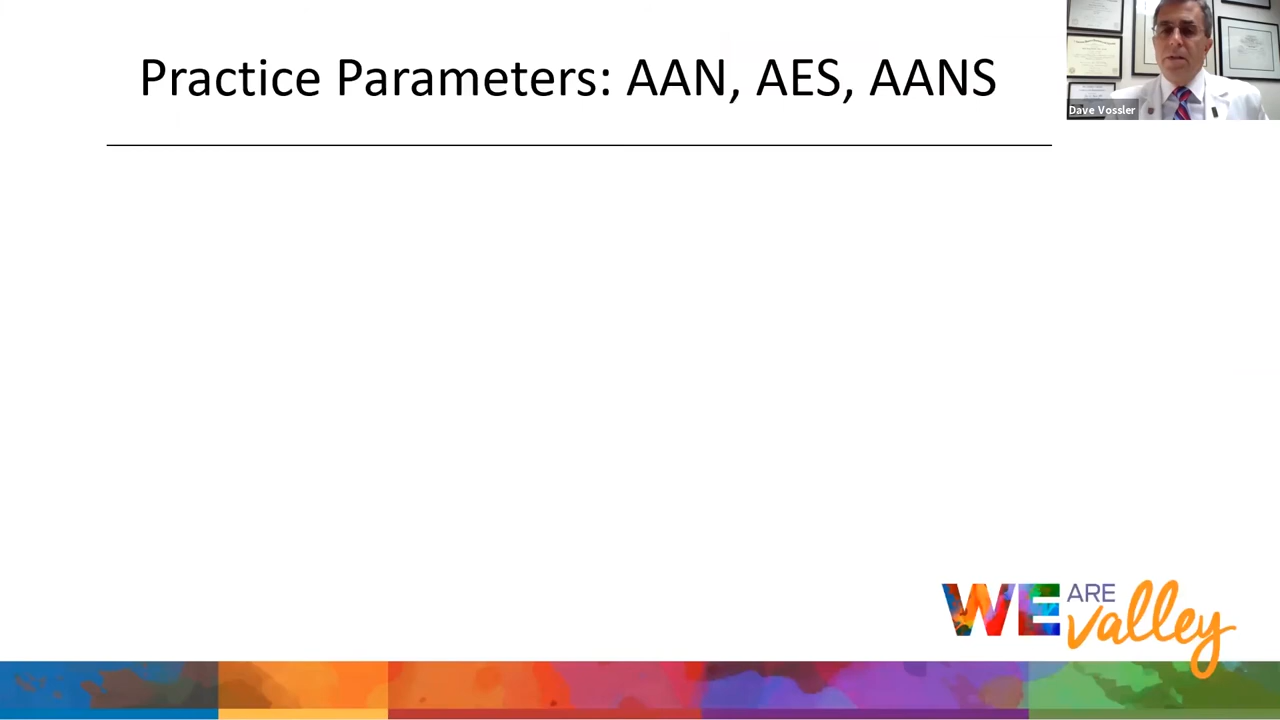 Practice Parameters: AAN, AES, AANS
Dave Vossler
WE ARE
valley